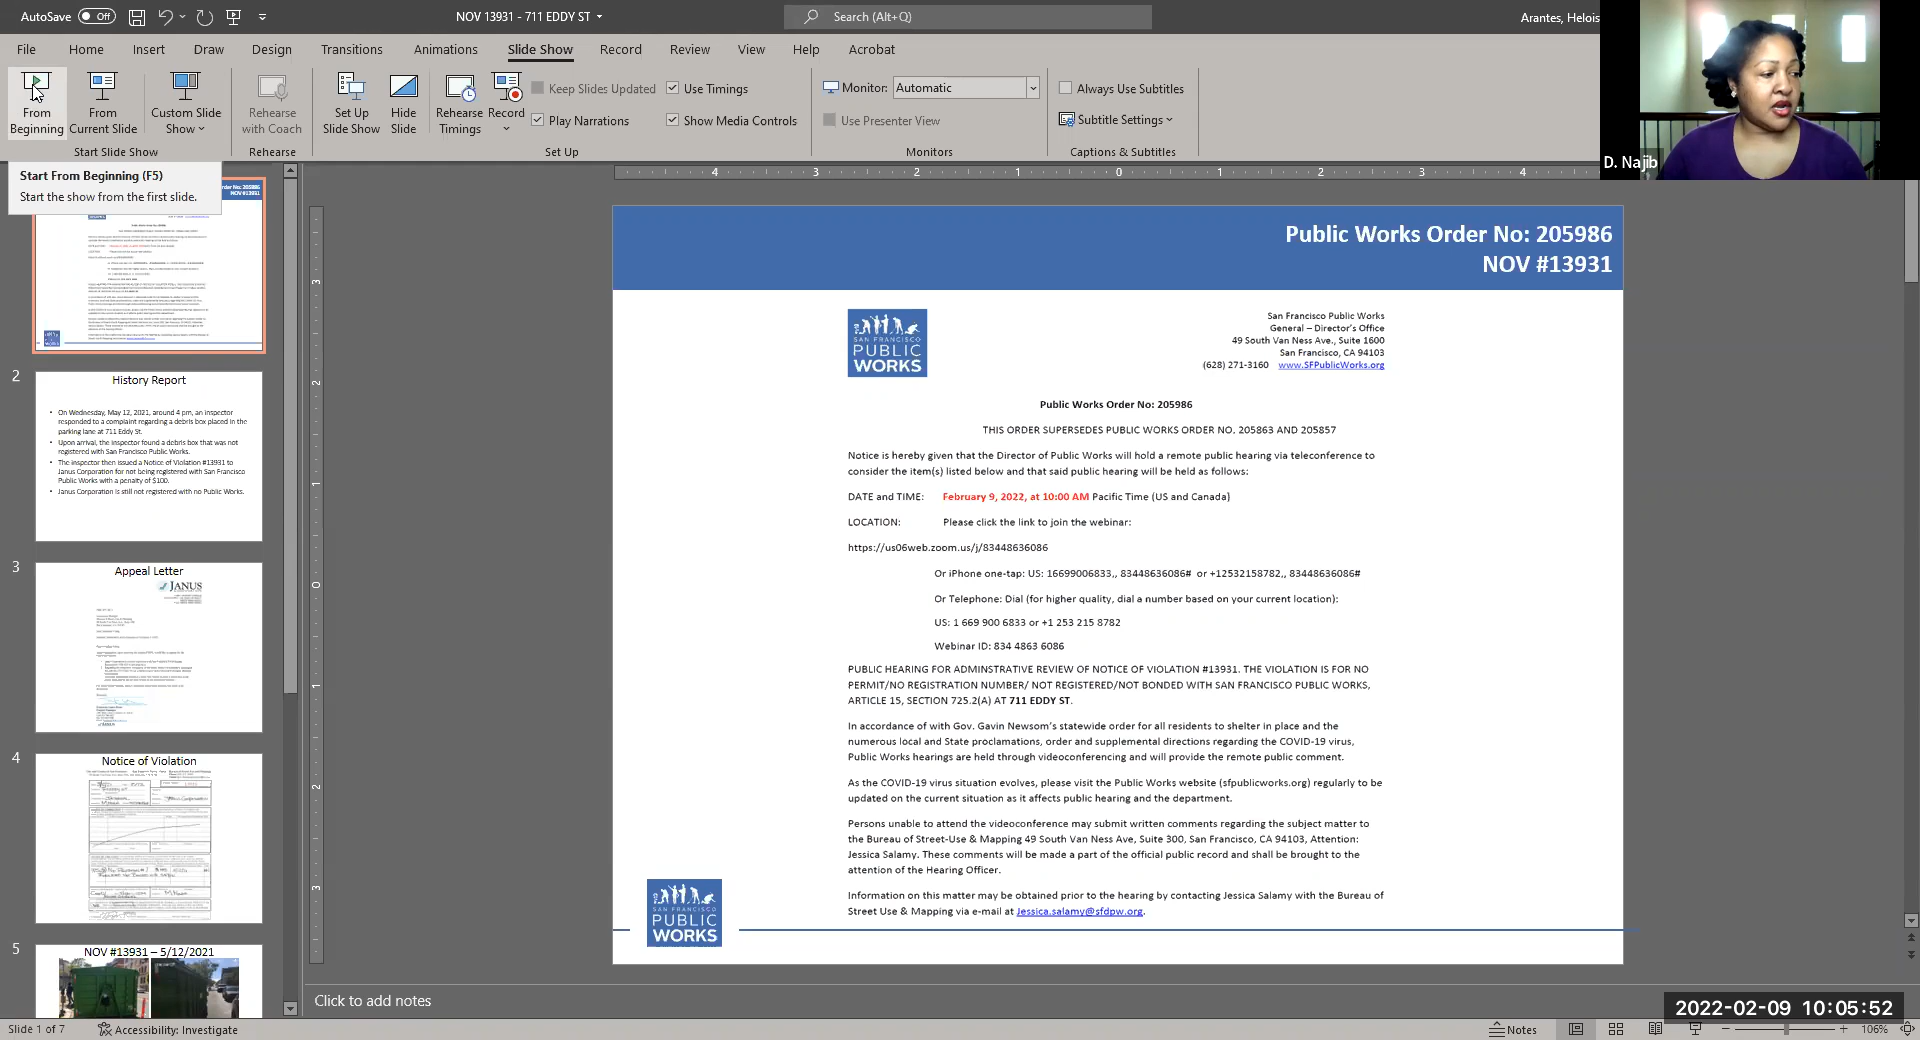 AutoSave Off
NOV 13931 - 711 EDDY ST
Search (Alt+Q)
Arantes, Helois
File Home Insert Draw Design Transitions Animations Slide Show Record Review View Help Acrobat
From Beginning
From Current Slide
Custom Slide Show
Start Slide Show
Rehearse with Coach
Rehearse
Set Up Slide Show
Hide Slide
Rehearse Timings
Record
Keep Slides Updated
Play Narrations
Use Timings
Show Media Controls
Set Up
Monitor: Automatic
Use Presenter View
Monitors
Always Use Subtitles
Subtitle Settings
Captions & Subtitles
D. Najib
Start From Beginning (F5)
Start the show from the first slide.
4 3 2 1 0 1 2 3 4
3 2 1 0 1 2 3
order No: 205986
NOV #13931
2
History Report
• On Wednesday, May 12, 2021, around 4 pm, an inspector
responded to a complaint regarding a debris box placed in the
parking lane at 711 Eddy St.
• Upon arrival, the inspector found a debris box that was not
registered with San Francisco Public Works.
• The inspector then issued a Notice of Violation #13931 to
Janus Corporation for not being registered with San Francisco
Public Works with a penalty of $100.
• Janus Corporation is still not registered with no Public Works.
3
Appeal Letter
JANUS
4
Notice of Violation
5
NOV #13931 – 5/12/2021
Public Works Order No: 205986
NOV #13931
SAN FRANCISCO
PUBLIC
WORKS
San Francisco Public Works
General – Director's Office
49 South Van Ness Ave., Suite 1600
San Francisco, CA 94103
(628) 271-3160 www.SFPublicWorks.org
Public Works Order No: 205986
THIS ORDER SUPERSEDES PUBLIC WORKS ORDER NO. 205863 AND 205857
Notice is hereby given that the Director of Public Works will hold a remote public hearing via teleconference to
consider the item(s) listed below and that said public hearing will be held as follows:
DATE and TIME: February 9, 2022, at 10:00 AM Pacific Time (US and Canada)
LOCATION: Please click the link to join the webinar:
https://us06web.zoom.us/j/83448636086
Or iPhone one-tap: US: 16699006833,, 83448636086# or +12532158782,, 83448636086#
Or Telephone: Dial (for higher quality, dial a number based on your current location):
US: 1 669 900 6833 or +1 253 215 8782
Webinar ID: 834 4863 6086
PUBLIC HEARING FOR ADMINSTRATIVE REVIEW OF NOTICE OF VIOLATION #13931. THE VIOLATION IS FOR NO
PERMIT/NO REGISTRATION NUMBER/ NOT REGISTERED/NOT BONDED WITH SAN FRANCISCO PUBLIC WORKS,
ARTICLE 15, SECTION 725.2(A) AT 711 EDDY ST.
In accordance of with Gov. Gavin Newsom's statewide order for all residents to shelter in place and the
numerous local and State proclamations, order and supplemental directions regarding the COVID-19 virus,
Public Works hearings are held through videoconferencing and will provide the remote public comment.
As the COVID-19 virus situation evolves, please visit the Public Works website (sfpublicworks.org) regularly to be
updated on the current situation as it affects public hearing and the department.
Persons unable to attend the videoconference may submit written comments regarding the subject matter to
the Bureau of Street-Use & Mapping 49 South Van Ness Ave, Suite 300, San Francisco, CA 94103, Attention:
Jessica Salamy. These comments will be made a part of the official public record and shall be brought to the
attention of the Hearing Officer.
Information on this matter may be obtained prior to the hearing by contacting Jessica Salamy with the Bureau of
Street Use & Mapping via e-mail at Jessica.salamy@sfdpw.org.
SAN FRANCISCO
PUBLIC
WORKS
Click to add notes
2022-02-09 10:05:52
Slide 1 of 7
Accessibility: Investigate
Notes
106%